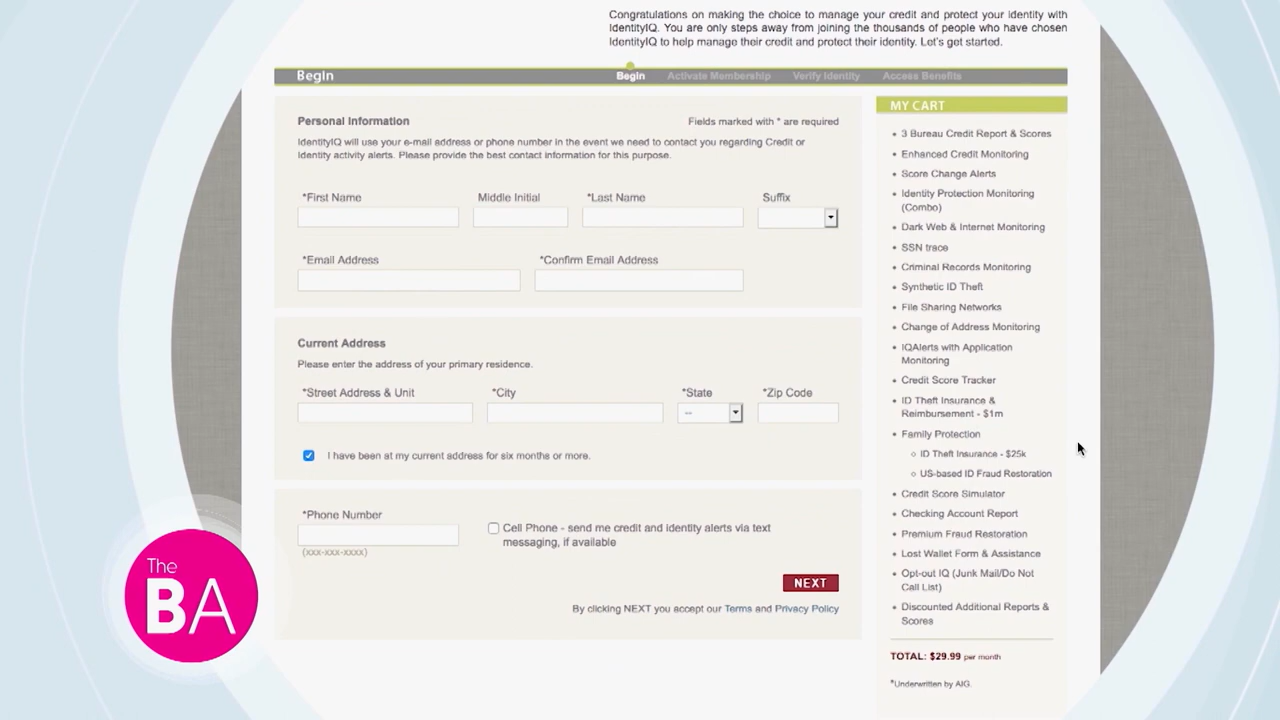 Congratulations on making the choice to manage your credit and protect your identity with
IdentityIQ. You are only steps away from joining the thousands of people who have chosen
IdentityIQ to help manage their credit and protect their identity. Let's get started.
Begin
Begin
Activate Membership
Verify Identity
Access Benefits
Personal Information
Fields marked with * are required
IdentityIQ will use your e-mail address or phone number in the event we need to contact you regarding Credit or
Identity activity alerts. Please provide the best contact information for this purpose.
*First Name
Middle Initial
*Last Name
Suffix
*Email Address
*Confirm Email Address
Current Address
Please enter the address of your primary residence.
*Street Address & Unit
*City
*State
*Zip Code
--
I have been at my current address for six months or more.
*Phone Number
(xxx-xxx-xxxx)
Cell Phone - send me credit and identity alerts via text
messaging, if available
NEXT
By clicking NEXT you accept our Terms and Privacy Policy
MY CART
• 3 Bureau Credit Report & Scores
• Enhanced Credit Monitoring
• Score Change Alerts
• Identity Protection Monitoring
(Combo)
• Dark Web & Internet Monitoring
• SSN trace
• Criminal Records Monitoring
• Synthetic ID Theft
• File Sharing Networks
• Change of Address Monitoring
• IQAlerts with Application
Monitoring
• Credit Score Tracker
• ID Theft Insurance &
Reimbursement - $1m
• Family Protection
○ ID Theft Insurance - $25k
○ US-based ID Fraud Restoration
• Credit Score Simulator
• Checking Account Report
• Premium Fraud Restoration
• Lost Wallet Form & Assistance
• Opt-out IQ (Junk Mail/Do Not
Call List)
• Discounted Additional Reports &
Scores
TOTAL: $29.99 per month
*Underwritten by AIG.
The
BA